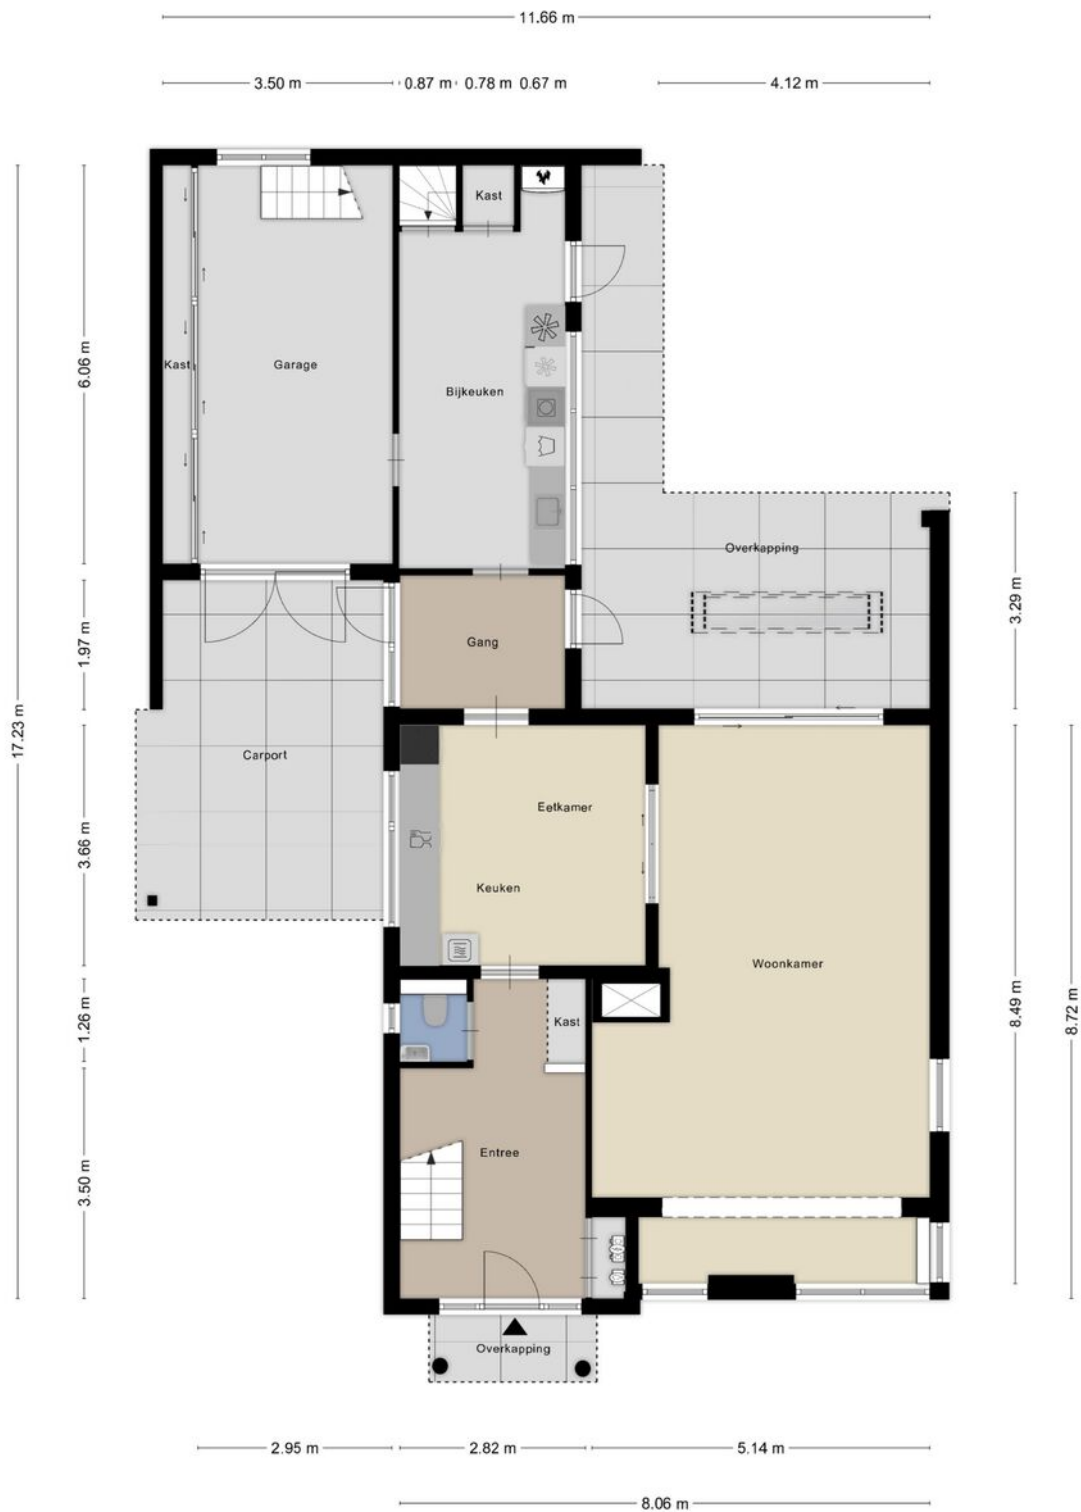 11.66 m
3.50 m
0.87 m
0.78 m
0.67 m
4.12 m
Kast
6.06 m
Kast
Garage
Bijkeuken
Overkapping
3.29 m
1.97 m
Gang
17.23 m
Carport
Eetkamer
3.66 m
Keuken
Woonkamer
8.49 m
8.72 m
1.26 m
Kast
Entree
3.50 m
Overkapping
2.95 m
2.82 m
5.14 m
8.06 m